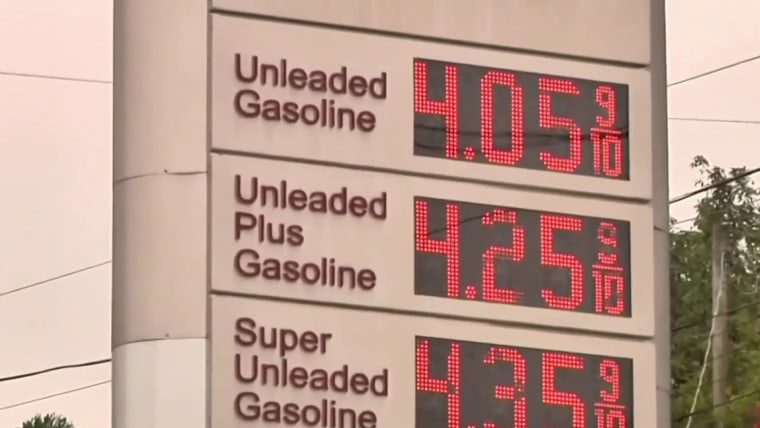 Unleaded
Gasoline
4.05 9/10
Unleaded
Plus
Gasoline
4.25 9/10
Super
Unleaded
Gasoline
4.35 9/10